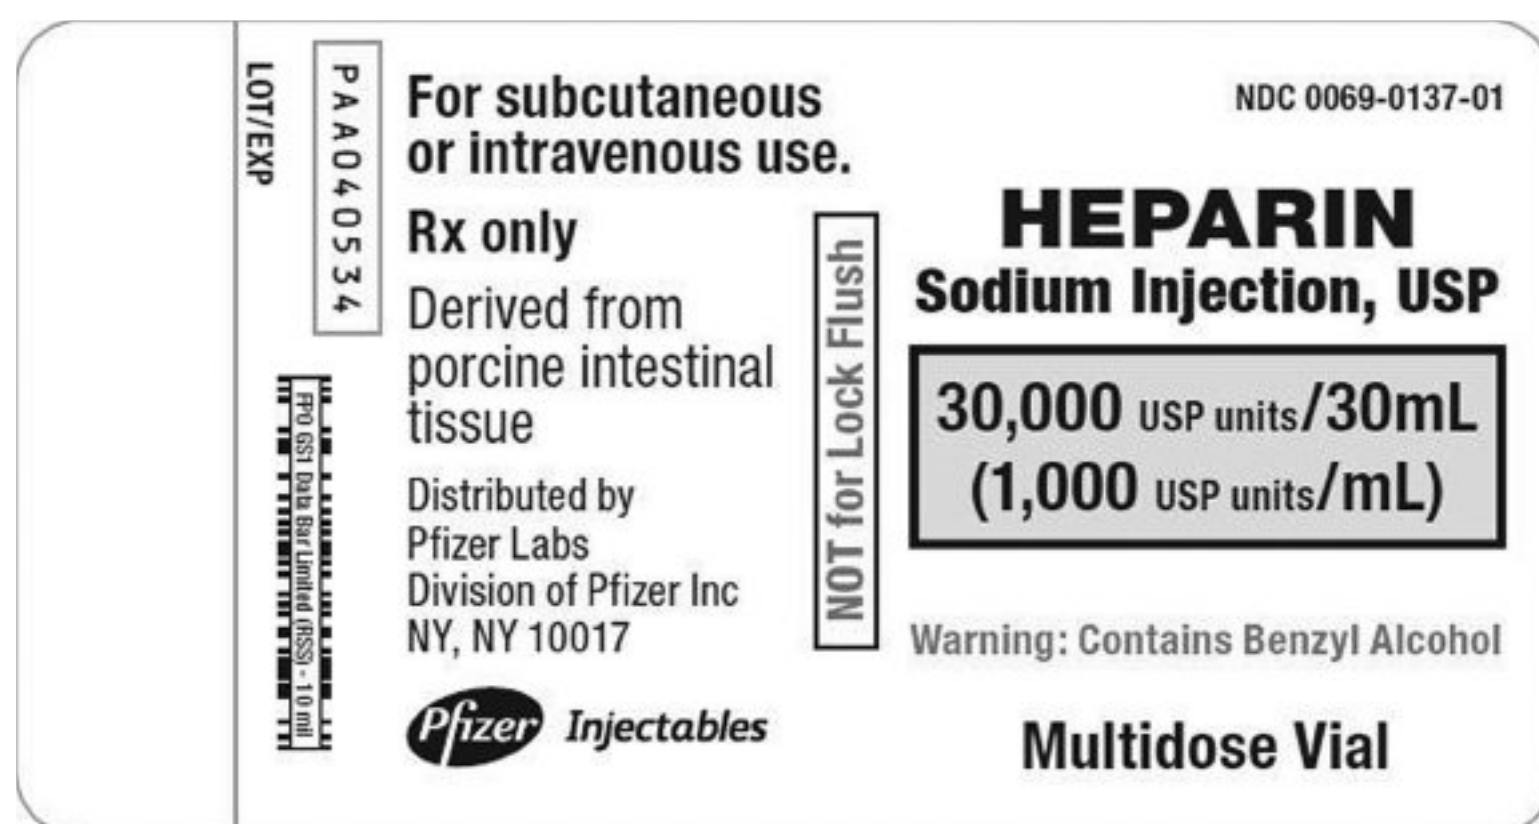 LOT/EXP
PAA040534
FPO GS1 Data Bar Limited (RSS) - 10 mil
For subcutaneous
or intravenous use.
Rx only
Derived from
porcine intestinal
tissue
Distributed by
Pfizer Labs
Division of Pfizer Inc
NY, NY 10017
Pfizer Injectables
NOT for Lock Flush
NDC 0069-0137-01
HEPARIN
Sodium Injection, USP
30,000 USP units/30mL
(1,000 USP units/mL)
Warning: Contains Benzyl Alcohol
Multidose Vial